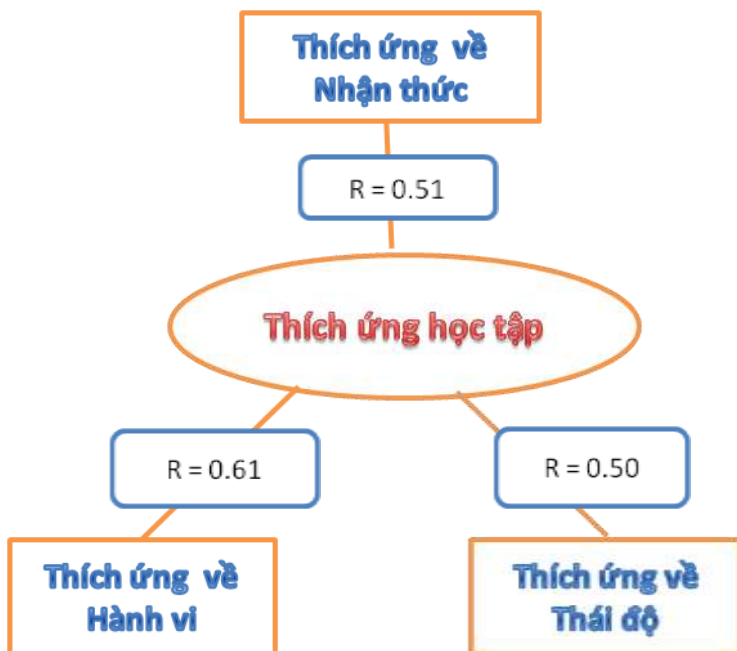 Thích ứng về
Nhận thức
R = 0.51
Thích ứng học tập
R = 0.61
R = 0.50
Thích ứng về
Hành vi
Thích ứng về
Thái độ